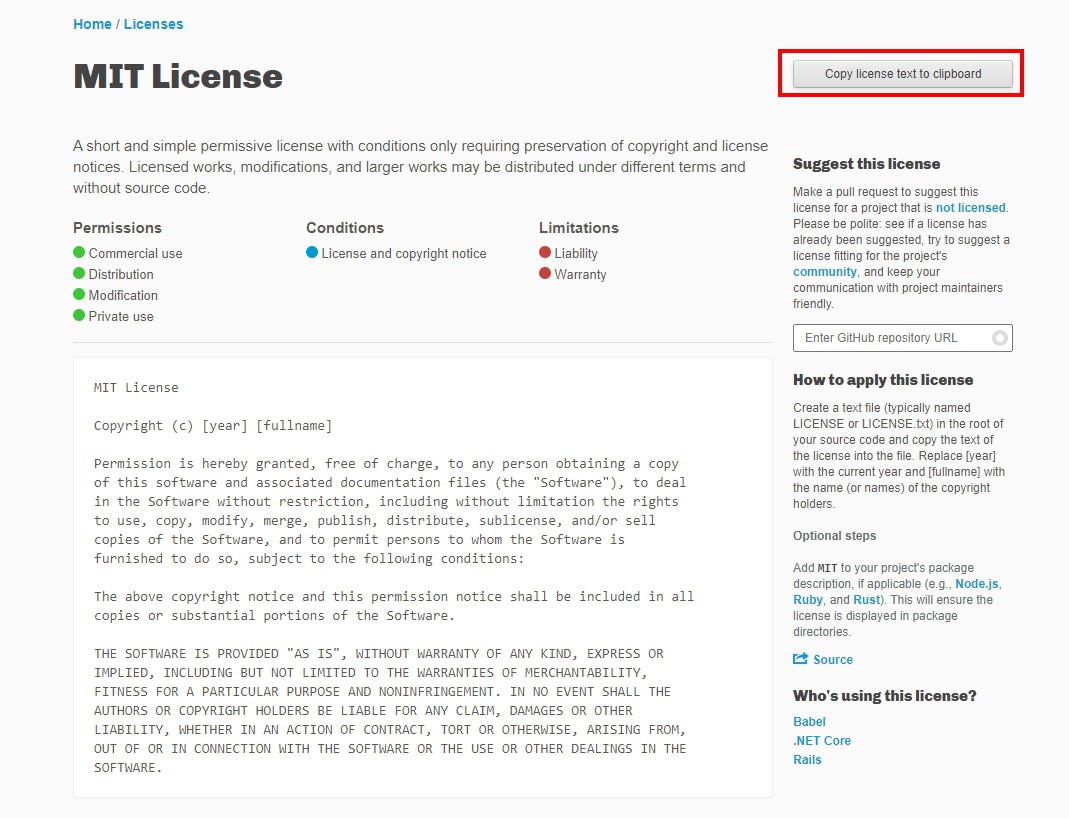 Home / Licenses
MIT License
Copy license text to clipboard
A short and simple permissive license with conditions only requiring preservation of copyright and license
notices. Licensed works, modifications, and larger works may be distributed under different terms and
without source code.
Permissions
Commercial use
Distribution
Modification
Private use
Conditions
License and copyright notice
Limitations
Liability
Warranty
MIT License
Copyright (c) [year] [fullname]
Permission is hereby granted, free of charge, to any person obtaining a copy
of this software and associated documentation files (the "Software"), to deal
in the Software without restriction, including without limitation the rights
to use, copy, modify, merge, publish, distribute, sublicense, and/or sell
copies of the Software, and to permit persons to whom the Software is
furnished to do so, subject to the following conditions:
The above copyright notice and this permission notice shall be included in all
copies or substantial portions of the Software.
THE SOFTWARE IS PROVIDED "AS IS", WITHOUT WARRANTY OF ANY KIND, EXPRESS OR
IMPLIED, INCLUDING BUT NOT LIMITED TO THE WARRANTIES OF MERCHANTABILITY,
FITNESS FOR A PARTICULAR PURPOSE AND NONINFRINGEMENT. IN NO EVENT SHALL THE
AUTHORS OR COPYRIGHT HOLDERS BE LIABLE FOR ANY CLAIM, DAMAGES OR OTHER
LIABILITY, WHETHER IN AN ACTION OF CONTRACT, TORT OR OTHERWISE, ARISING FROM,
OUT OF OR IN CONNECTION WITH THE SOFTWARE OR THE USE OR OTHER DEALINGS IN THE
SOFTWARE.
Suggest this license
Make a pull request to suggest this
license for a project that is not licensed.
Please be polite: see if a license has
already been suggested, try to suggest a
license fitting for the project's
community, and keep your
communication with project maintainers
friendly.
Enter GitHub repository URL
How to apply this license
Create a text file (typically named
LICENSE or LICENSE.txt) in the root of
your source code and copy the text of
the license into the file. Replace [year]
with the current year and [fullname] with
the name (or names) of the copyright
holders.
Optional steps
Add MIT to your project's package
description, if applicable (e.g., Node.js,
Ruby, and Rust). This will ensure the
license is displayed in package
directories.
Source
Who's using this license?
Babel
.NET Core
Rails